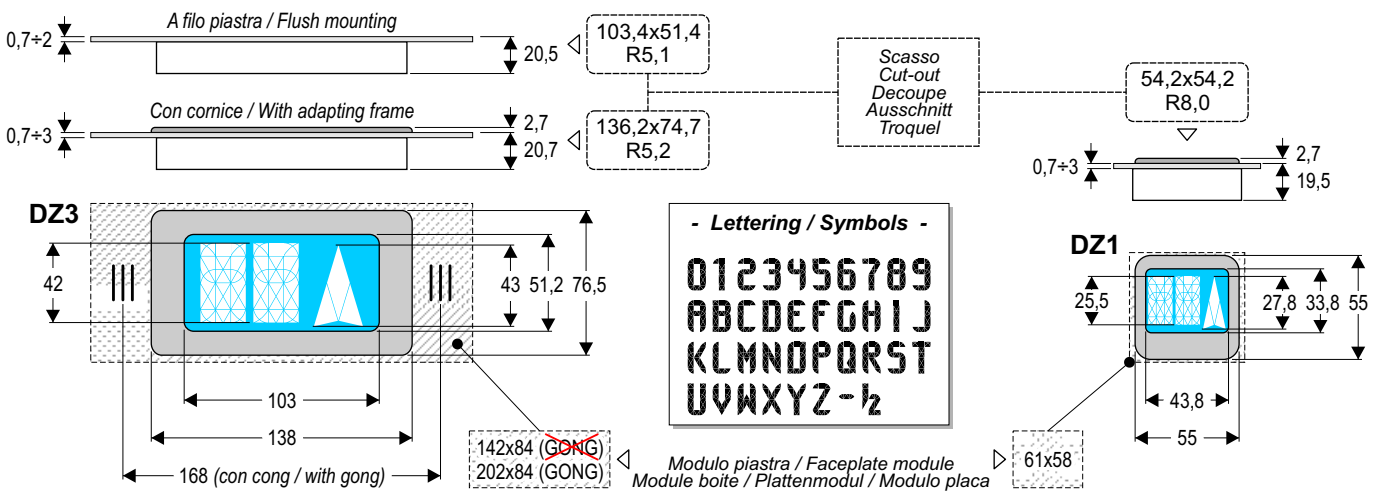 A filo piastra / Flush mounting
0,7÷2
20,5
103,4x51,4
R5,1
Con cornice / With adapting frame
0,7÷3
2,7
20,7
136,2x74,7
R5,2
Scasso
Cut-out
Decoupe
Ausschnitt
Troquel
54,2x54,2
R8,0
0,7÷3
2,7
19,5
DZ3
42
43
51,2
76,5
103
138
168 (con cong / with gong)
142x84 (GONG)
202x84 (GONG)
- Lettering / Symbols -
0123456789
ABCDEFGHIJ
KLMNOPQRST
UVWXYZ-½
Modulo piastra / Faceplate module
Module boite / Plattenmodul / Modulo placa
DZ1
25,5
27,8
33,8
55
43,8
55
61x58